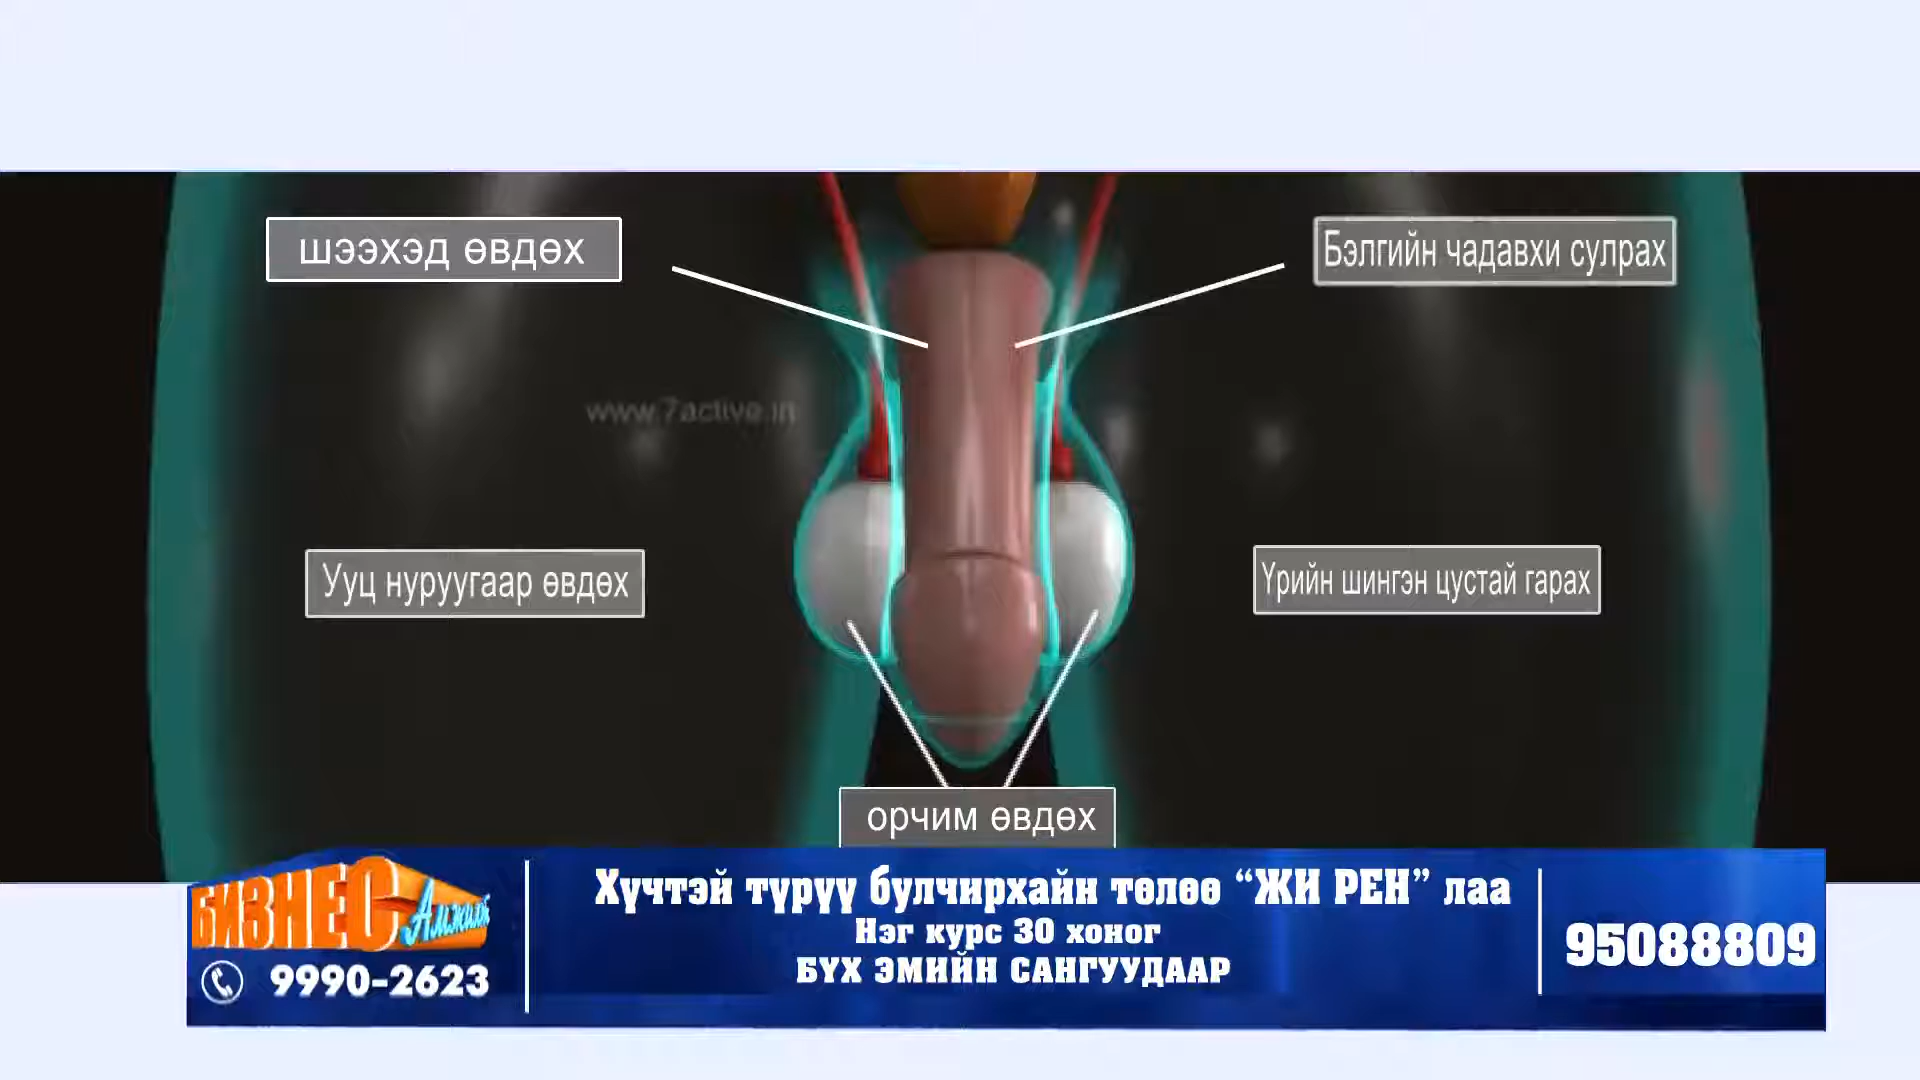 шээхэд өвдөх
Бэлгийн чадавхи сулрах
www.7active.in
Ууц нуруугаар өвдөх
Үрийн шингэн цустай гарах
орчим өвдөх
БИЗНЕС
Амжилт
9990-2623
Хүчтэй түрүү булчирхайн төлөө “ЖИ РЕН” лаа
Нэг курс 30 хоног
БҮХ ЭМИЙН САНГУУДААР
95088809